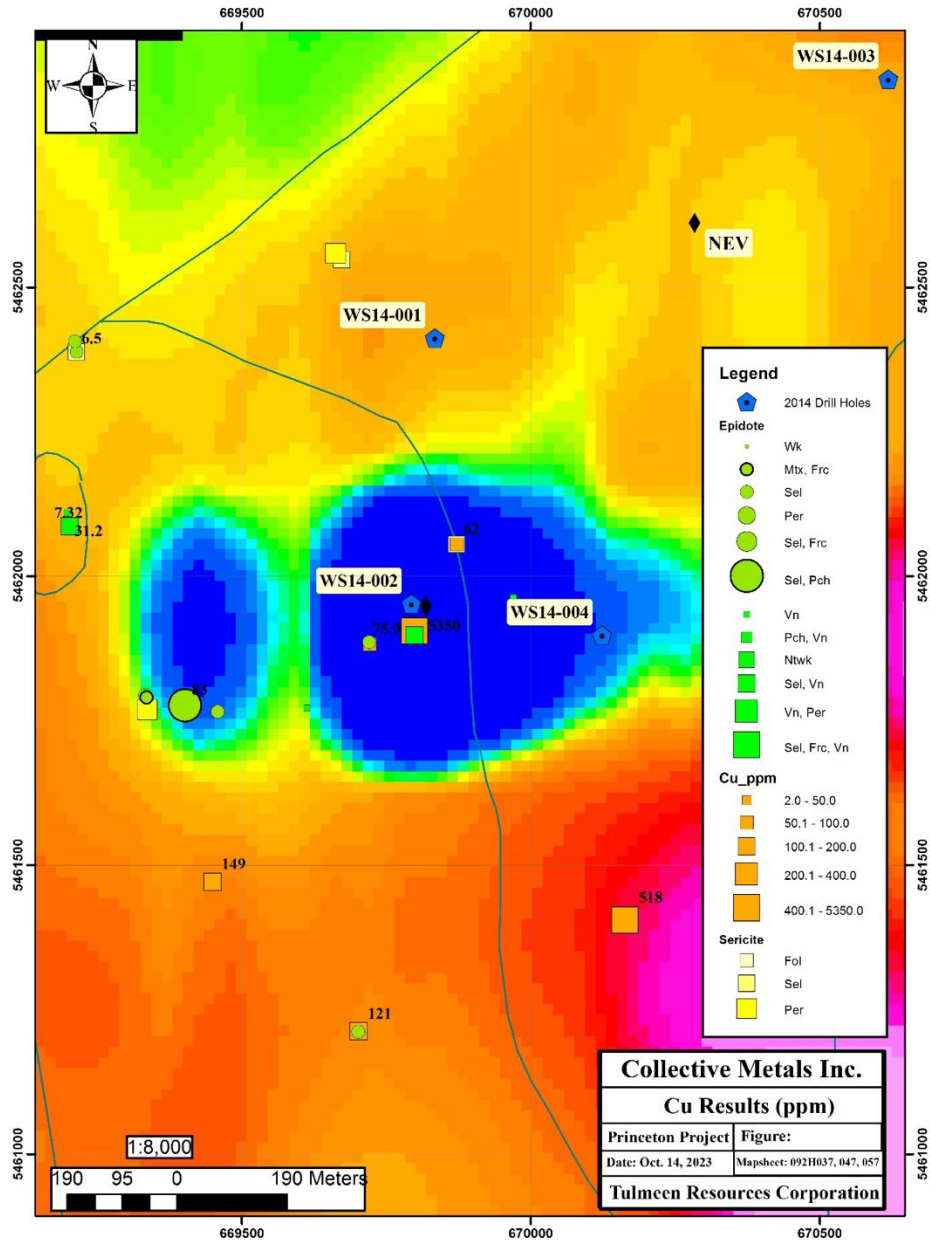 669500 670000 670500
N
W E
S
WS14-003
NEV
5462500 5462500
WS14-001
6.5
Legend
2014 Drill Holes
Epidote
Wk
Mtx, Frc
Sel
Per
Sel, Frc
Sel, Pch
Vn
Pch, Vn
Ntwk
Sel, Vn
Vn, Per
Sel, Frc, Vn
Cu_ppm
2.0 - 50.0
50.1 - 100.0
100.1 - 200.0
200.1 - 400.0
400.1 - 5350.0
Sericite
Fol
Sel
Per
7.32
31.2
62
5462000 5462000
WS14-002
WS14-004
75.9
5350
83
149
5461500 5461500
518
121
Collective Metals Inc.
Cu Results (ppm)
Princeton Project Figure:
Date: Oct. 14, 2023 Mapsheet: 092H037, 047, 057
Tulmeen Resources Corporation
5461000 5461000
1:8,000
190 95 0 190 Meters
669500 670000 670500